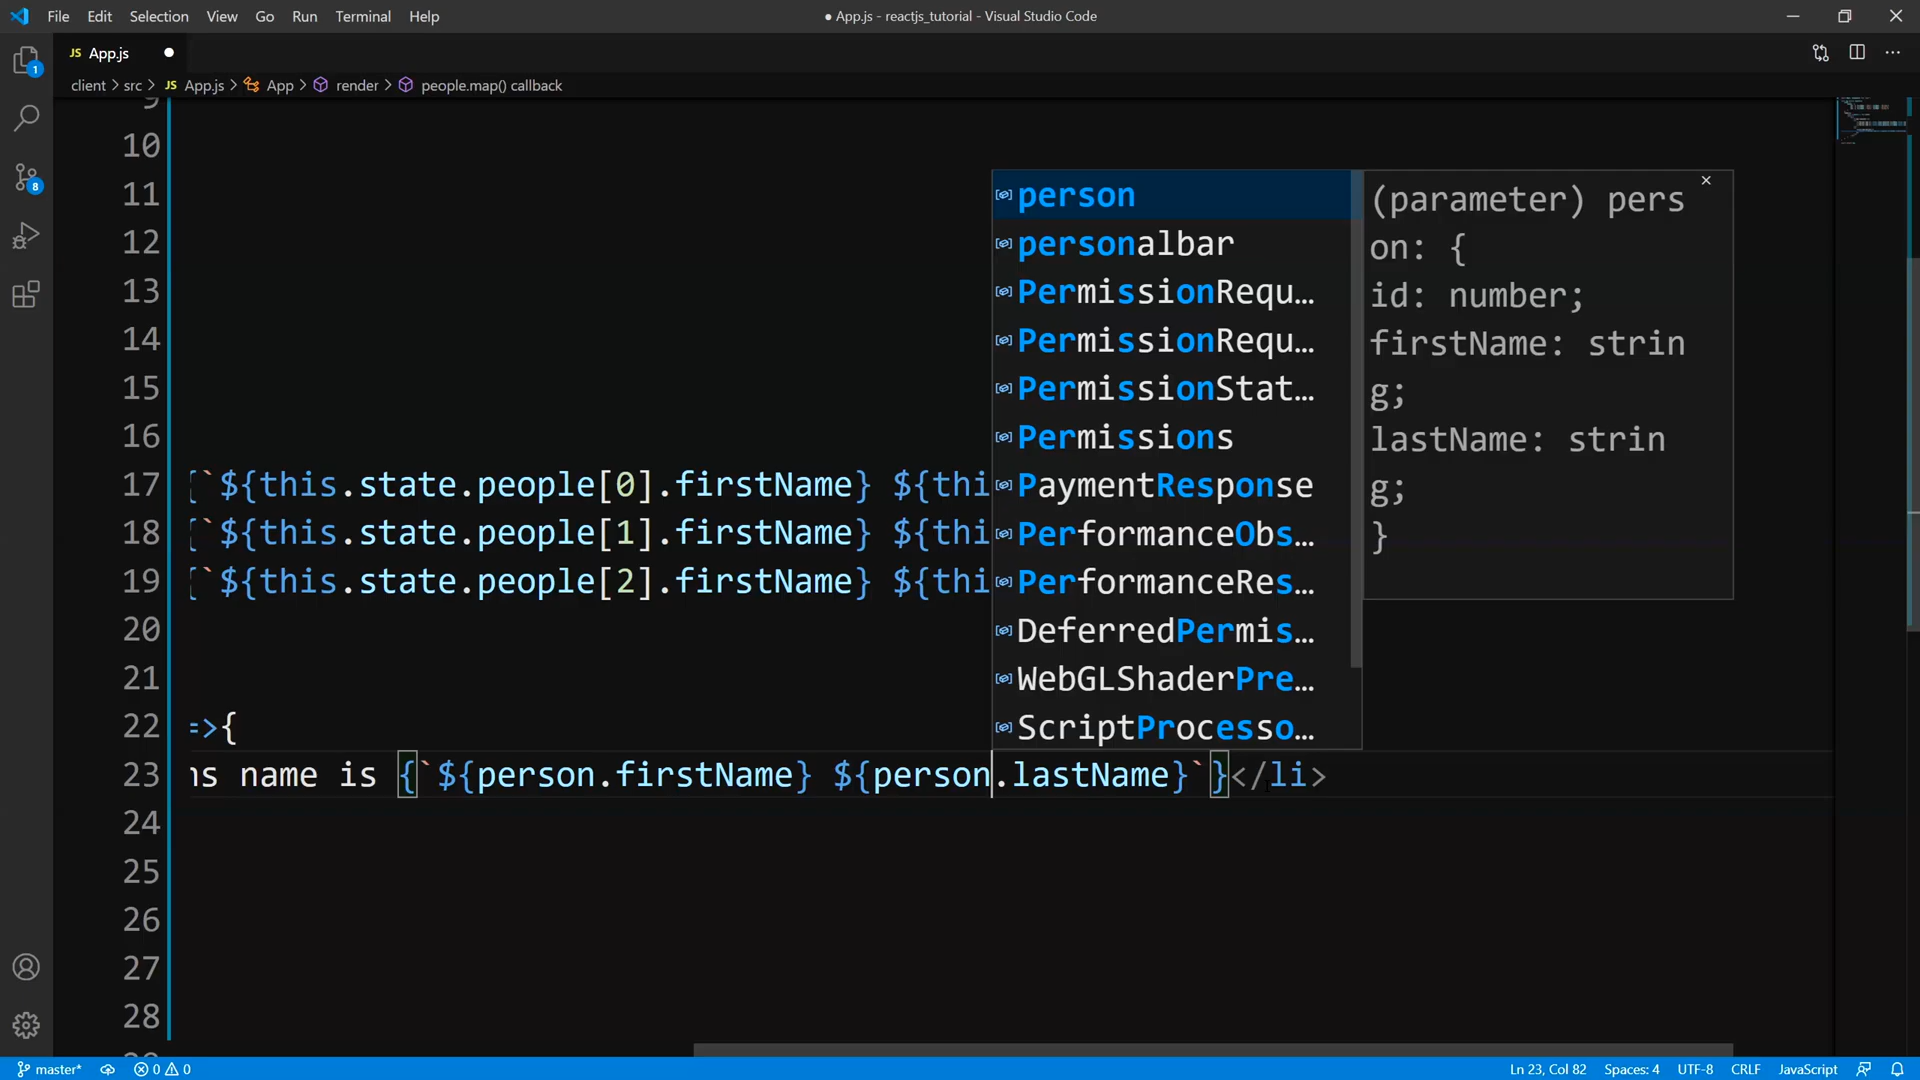 File Edit Selection View Go Run Terminal Help
● App.js - reactjs_tutorial - Visual Studio Code
JS App.js ●
client > src > JS App.js > App > render > people.map() callback
1
8
9
10
11
12
13
14
15
16
17 {`${this.state.people[0].firstName} ${thi
18 {`${this.state.people[1].firstName} ${thi
19 {`${this.state.people[2].firstName} ${thi
20
21
22 =>{
23 ns name is {`${person.firstName} ${person.lastName}`}</li>
24
25
26
27
28
29
person
personalbar
PermissionRequ…
PermissionRequ…
PermissionStat…
Permissions
PaymentResponse
PerformanceObs…
PerformanceRes…
DeferredPermis…
WebGLShaderPre…
ScriptProcesso…
(parameter) pers
on: {
id: number;
firstName: strin
g;
lastName: strin
g;
}
master* 0 0 Ln 23, Col 82 Spaces: 4 UTF-8 CRLF JavaScript